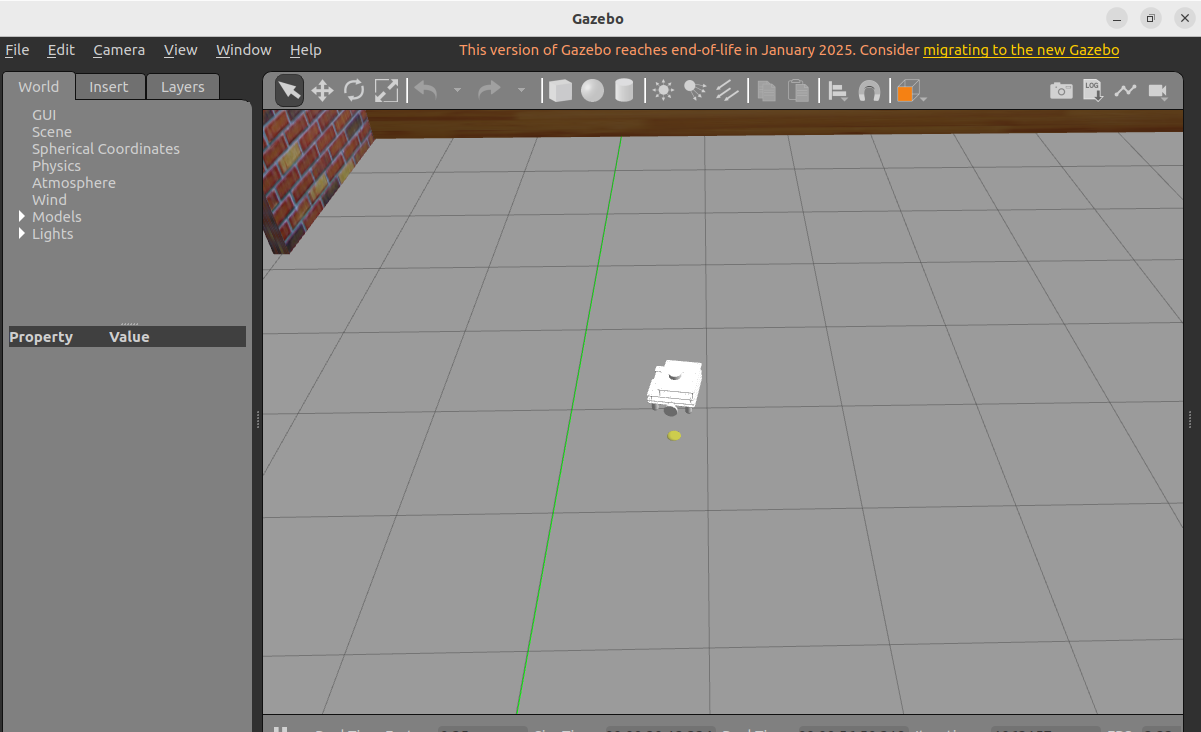 Gazebo
File Edit Camera View Window Help This version of Gazebo reaches end-of-life in January 2025. Consider migrating to the new Gazebo
World Insert Layers
LOG
GUI
Scene
Spherical Coordinates
Physics
Atmosphere
Wind
Models
Lights
Property Value